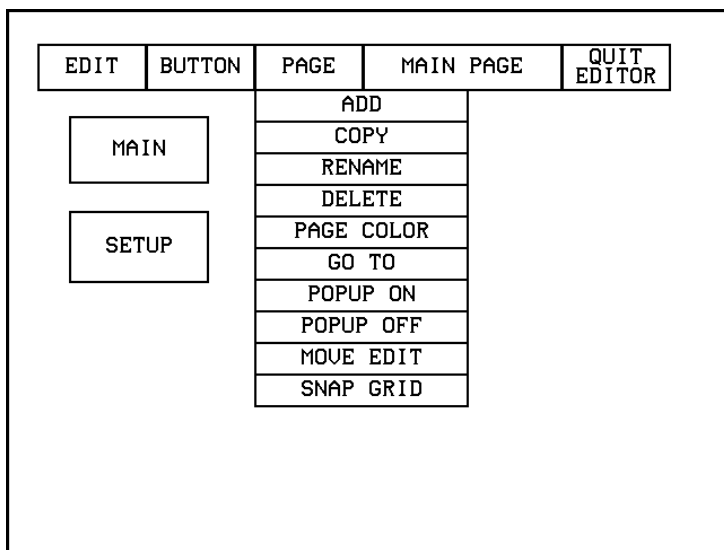 EDIT BUTTON PAGE MAIN PAGE QUIT
EDITOR
ADD
COPY
MAIN
RENAME
DELETE
PAGE COLOR
SETUP
GO TO
POPUP ON
POPUP OFF
MOVE EDIT
SNAP GRID